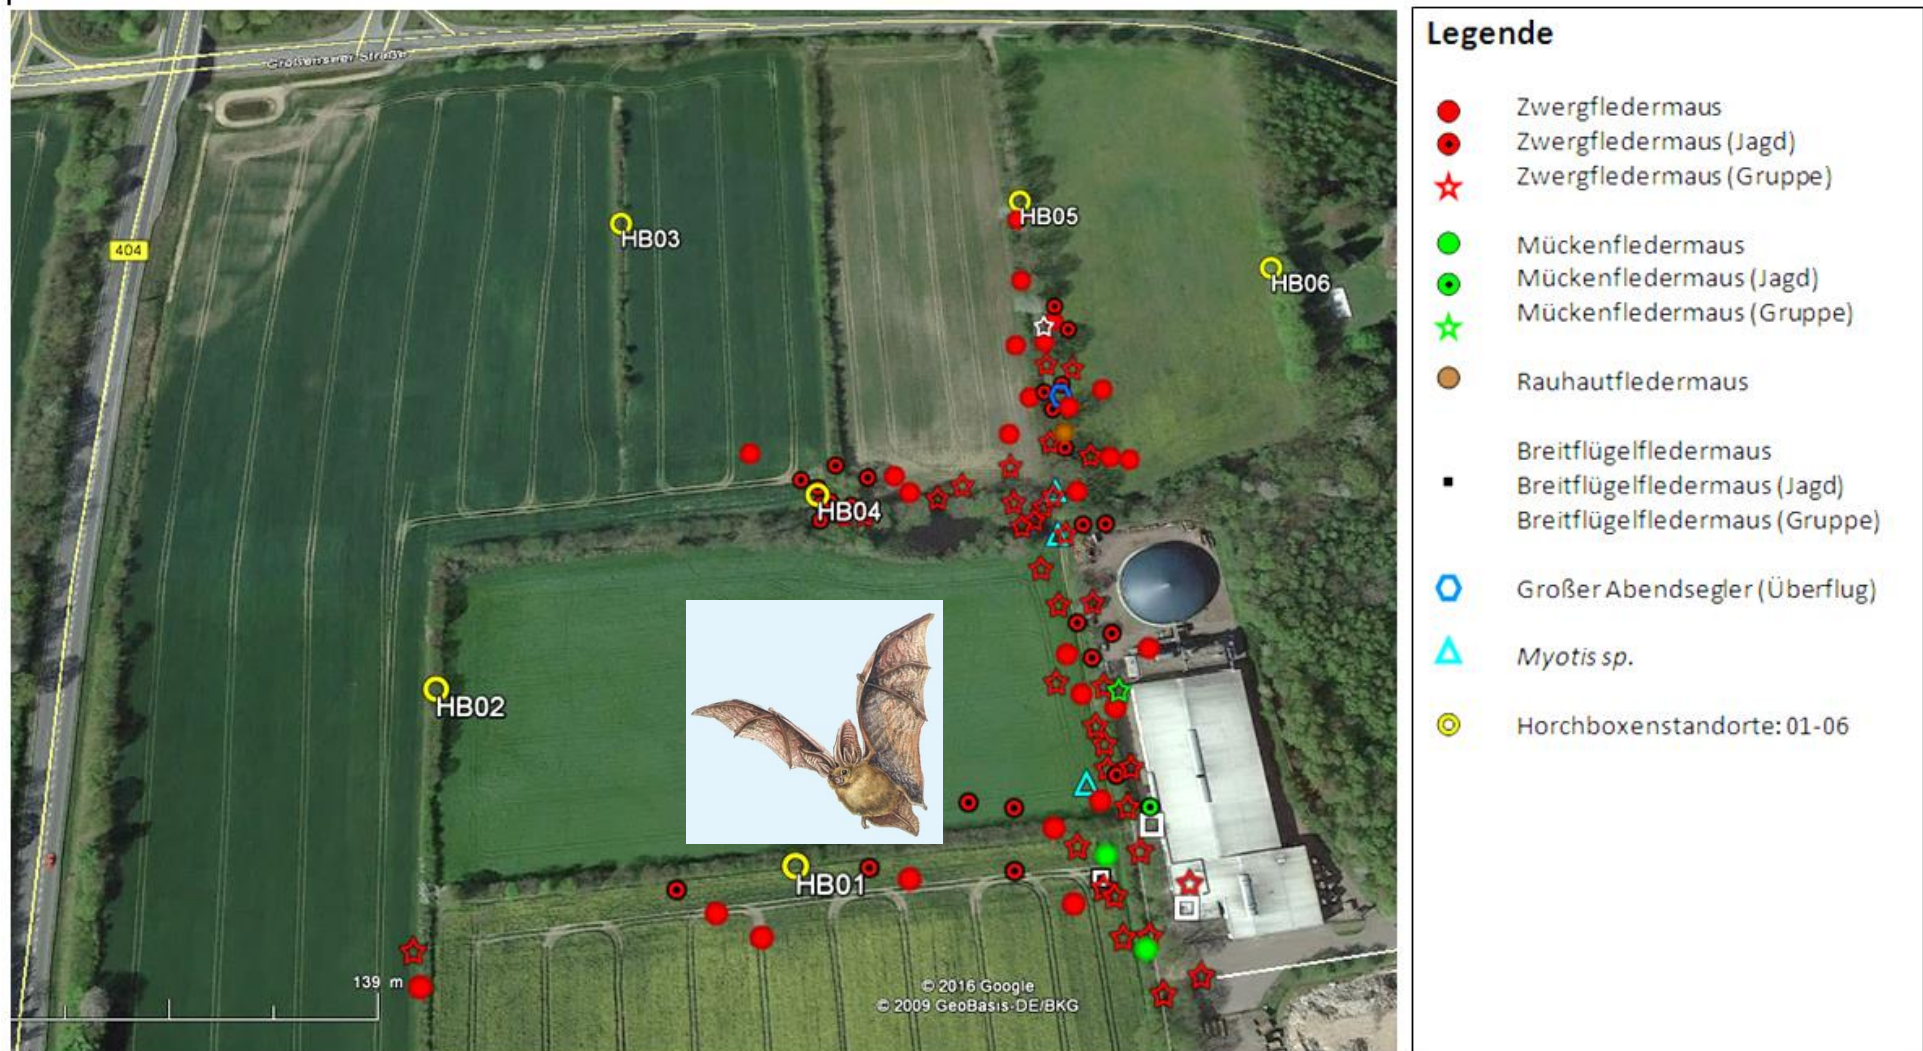 Großenseer Straße
404
HB03
HB05
HB06
HB04
HB02
HB01
139 m
© 2016 Google
© 2009 GeoBasis-DE/BKG
Legende
Zwergfledermaus
Zwergfledermaus (Jagd)
Zwergfledermaus (Gruppe)
Mückenfledermaus
Mückenfledermaus (Jagd)
Mückenfledermaus (Gruppe)
Rauhautfledermaus
Breitflügelfledermaus
Breitflügelfledermaus (Jagd)
Breitflügelfledermaus (Gruppe)
Großer Abendsegler (Überflug)
Myotis sp.
Horchboxenstandorte: 01-06